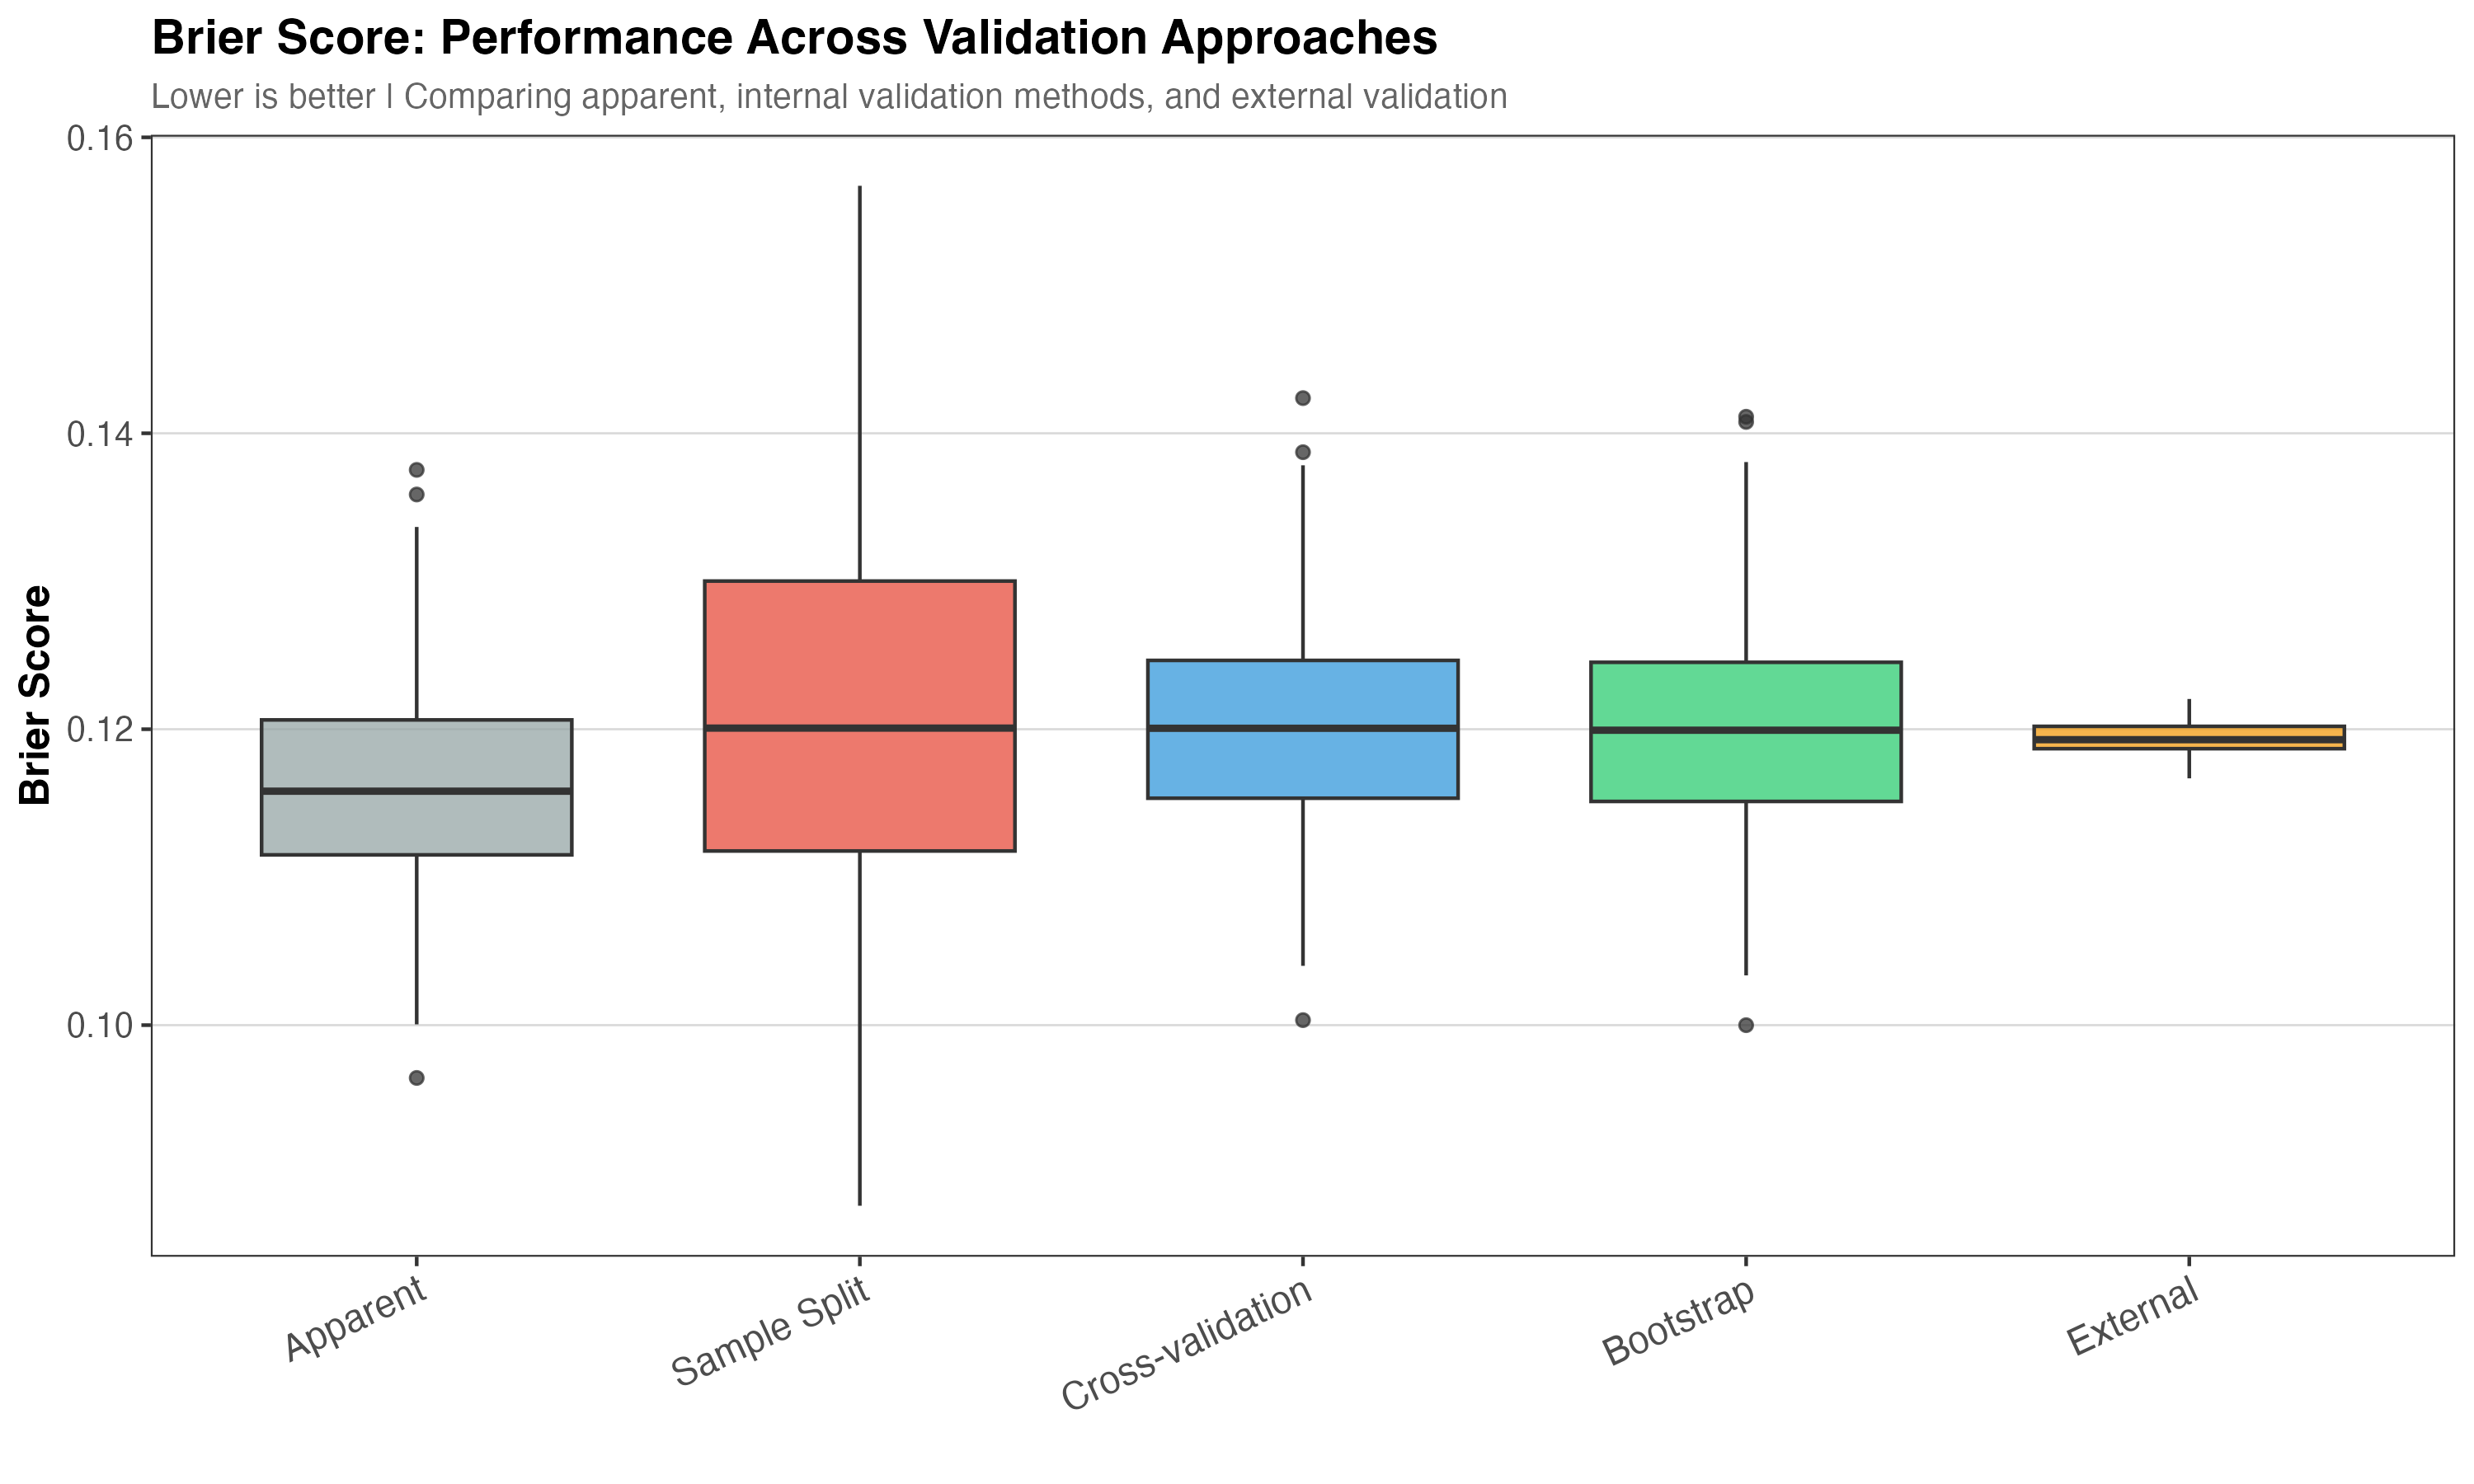 Brier Score: Performance Across Validation Approaches
Lower is better | Comparing apparent, internal validation methods, and external validation
Brier Score
0.16
0.14
0.12
0.10
Apparent
Sample Split
Cross-validation
Bootstrap
External